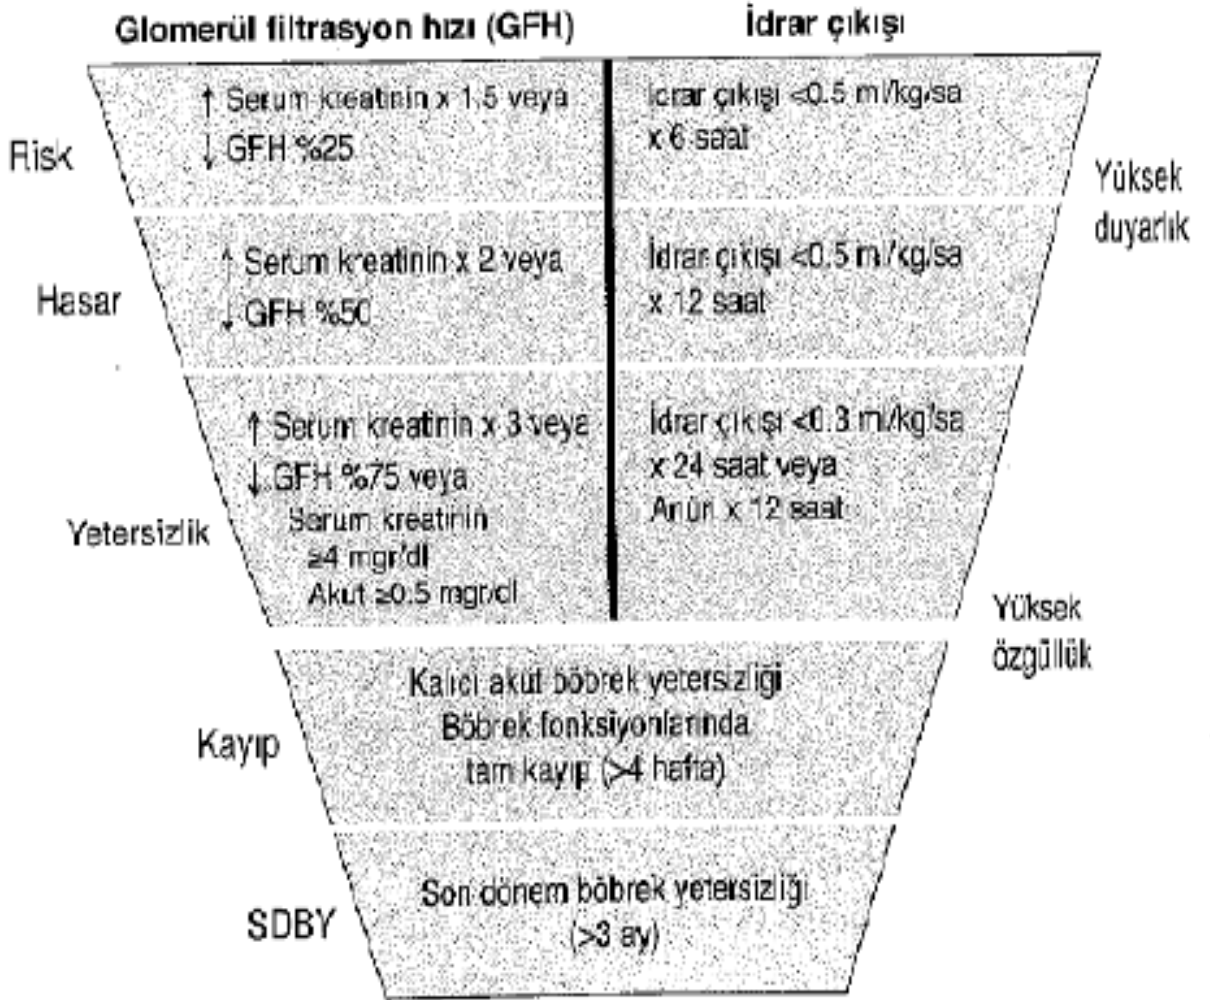 Glomerül filtrasyon hızı (GFH)
İdrar çıkışı
Risk
↑ Serum kreatinin x 1.5 veya
↓ GFH %25
İdrar çıkışı <0.5 ml/kg/sa
x 6 saat
Yüksek
duyarlık
Hasar
↑ Serum kreatinin x 2 veya
↓ GFH %50
İdrar çıkışı <0.5 ml/kg/sa
x 12 saat
Yetersizlik
↑ Serum kreatinin x 3 veya
↓ GFH %75 veya
Serum kreatinin
≥4 mgr/dl
Akut ≥0.5 mgr/dl
İdrar çıkışı <0.3 ml/kg/sa
x 24 saat veya
Anüri x 12 saat
Yüksek
özgüllük
Kayıp
Kalıcı akut böbrek yetersizliği
Böbrek fonksiyonlarında
tam kayıp (>4 hafta)
SDBY
Son dönem böbrek yetersizliği
(>3 ay)